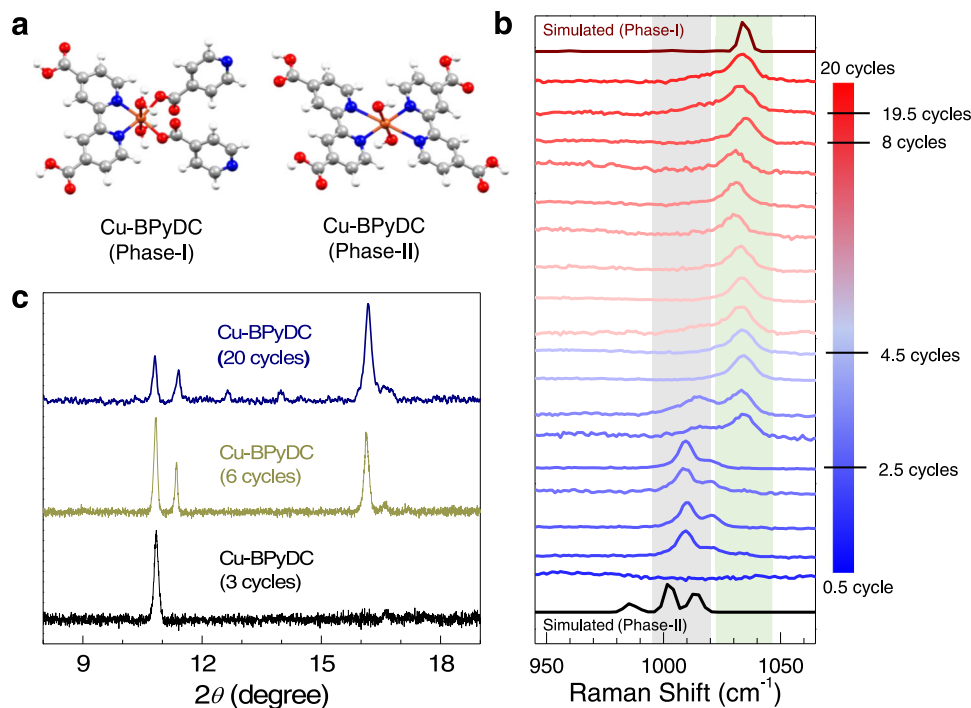 a
Cu-BPyDC
(Phase-I)
Cu-BPyDC
(Phase-II)
b
Simulated (Phase-I)
20 cycles
19.5 cycles
8 cycles
4.5 cycles
2.5 cycles
0.5 cycle
Simulated (Phase-II)
950
1000
1050
Raman Shift (cm⁻¹)
c
Cu-BPyDC
(20 cycles)
Cu-BPyDC
(6 cycles)
Cu-BPyDC
(3 cycles)
9
12
15
18
2θ (degree)